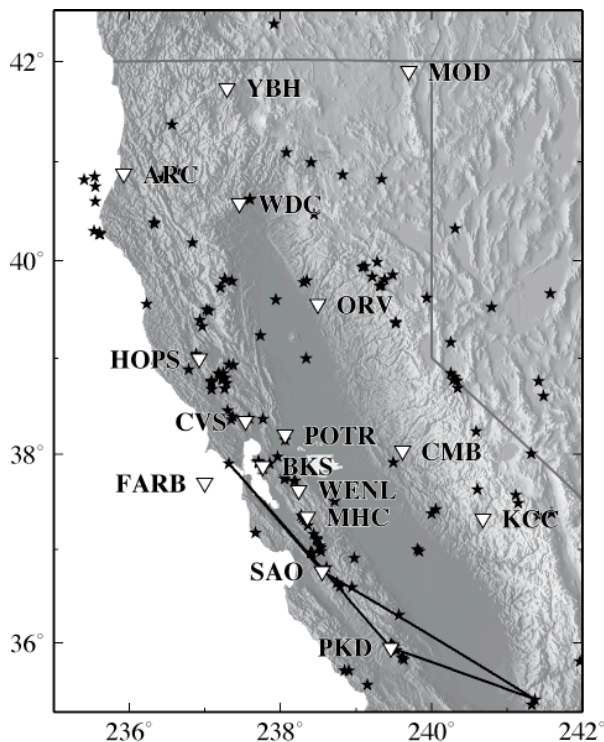 42°
MOD
YBH
ARC
WDC
40°
ORV
HOPS
CVS
POTR
38°
CMB
BKS
FARB
WENL
MHC
KCC
SAO
36°
PKD
236° 238° 240° 242°